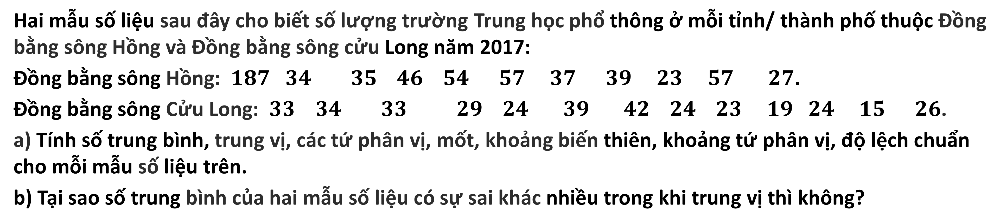 Hai mẫu số liệu sau đây cho biết số lượng trường Trung học phổ thông ở mỗi tỉnh/ thành phố thuộc Đồng
bằng sông Hồng và Đồng bằng sông cửu Long năm 2017:
Đồng bằng sông Hồng: 187 34 35 46 54 57 37 39 23 57 27.
Đồng bằng sông Cửu Long: 33 34 33 29 24 39 42 24 23 19 24 15 26.
a) Tính số trung bình, trung vị, các tứ phân vị, mốt, khoảng biến thiên, khoảng tứ phân vị, độ lệch chuẩn
cho mỗi mẫu số liệu trên.
b) Tại sao số trung bình của hai mẫu số liệu có sự sai khác nhiều trong khi trung vị thì không?